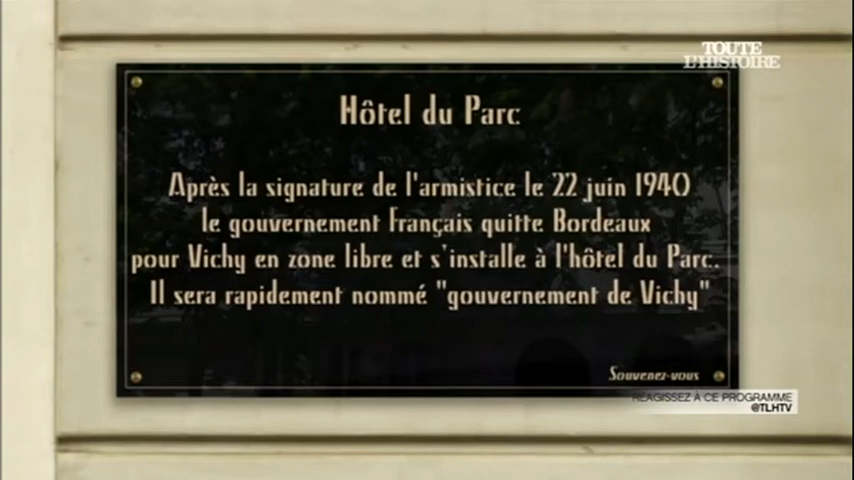 TOUTE
L'HISTOIRE
Hôtel du Parc
Après la signature de l'armistice le 22 juin 1940
le gouvernement Français quitte Bordeaux
pour Vichy en zone libre et s'installe à l'hôtel du Parc.
Il sera rapidement nommé "gouvernement de Vichy"
Souvenez-vous
RÉAGISSEZ À CE PROGRAMME
@TLHTV